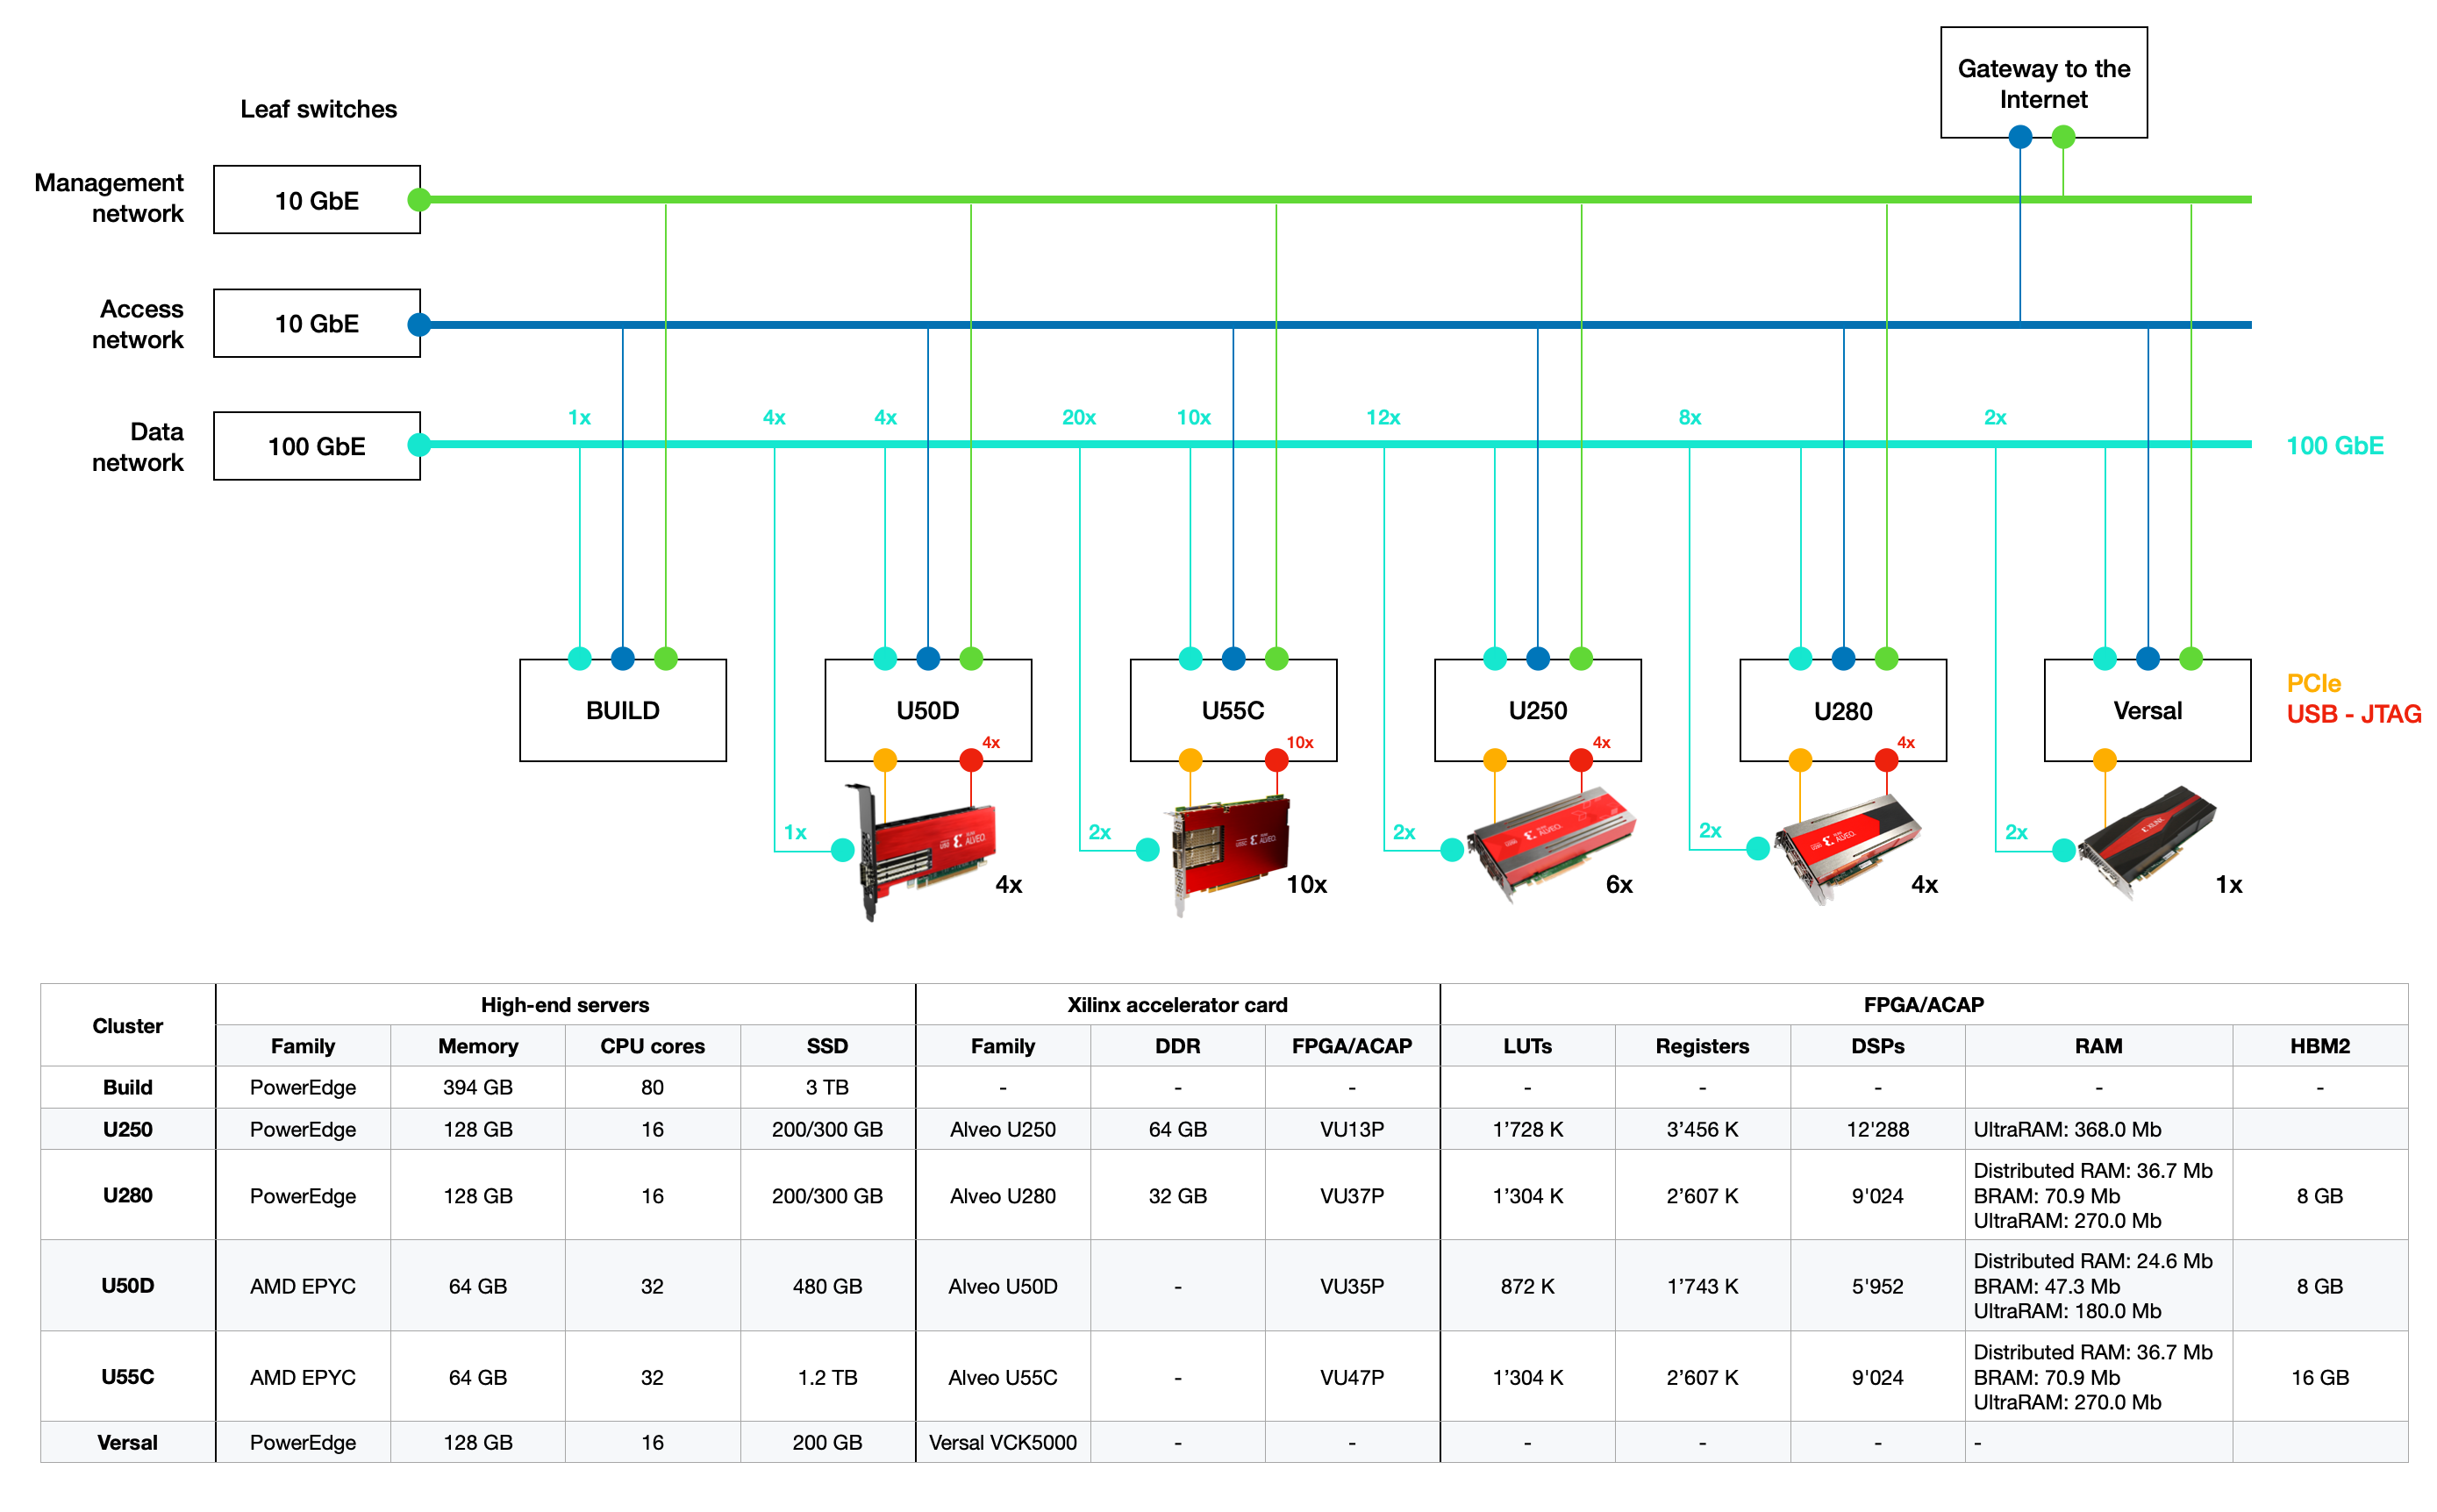 Gateway to the
Internet
Leaf switches
Management
network
10 GbE
Access
network
10 GbE
1x
4x
4x
20x
10x
12x
8x
2x
Data
network
100 GbE
100 GbE
BUILD
U50D
U55C
U250
U280
Versal
PCIe
USB - JTAG
4x
10x
4x
4x
1x
2x
2x
2x
2x
4x
10x
6x
4x
1x
Cluster
High-end servers
Xilinx accelerator card
FPGA/ACAP
Family
Memory
CPU cores
SSD
Family
DDR
FPGA/ACAP
LUTs
Registers
DSPs
RAM
HBM2
Build
PowerEdge
394 GB
80
3 TB
-
-
-
-
-
-
-
-
U250
PowerEdge
128 GB
16
200/300 GB
Alveo U250
64 GB
VU13P
1’728 K
3’456 K
12'288
UltraRAM: 368.0 Mb
U280
PowerEdge
128 GB
16
200/300 GB
Alveo U280
32 GB
VU37P
1’304 K
2’607 K
9'024
Distributed RAM: 36.7 Mb
BRAM: 70.9 Mb
UltraRAM: 270.0 Mb
8 GB
U50D
AMD EPYC
64 GB
32
480 GB
Alveo U50D
-
VU35P
872 K
1’743 K
5'952
Distributed RAM: 24.6 Mb
BRAM: 47.3 Mb
UltraRAM: 180.0 Mb
8 GB
U55C
AMD EPYC
64 GB
32
1.2 TB
Alveo U55C
-
VU47P
1’304 K
2’607 K
9'024
Distributed RAM: 36.7 Mb
BRAM: 70.9 Mb
UltraRAM: 270.0 Mb
16 GB
Versal
PowerEdge
128 GB
16
200 GB
Versal VCK5000
-
-
-
-
-
-